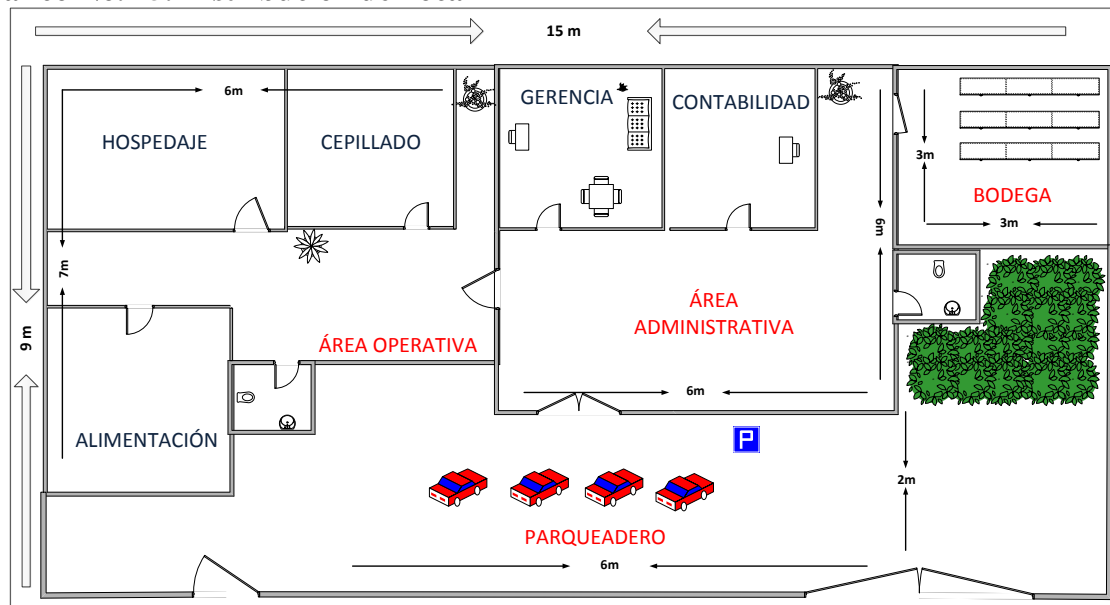 15 m
6m
HOSPEDAJE
CEPILLADO
GERENCIA
CONTABILIDAD
3m
BODEGA
3m
6m
7m
9 m
ÁREA OPERATIVA
ÁREA
ADMINISTRATIVA
6m
ALIMENTACIÓN
P
2m
PARQUEADERO
6m